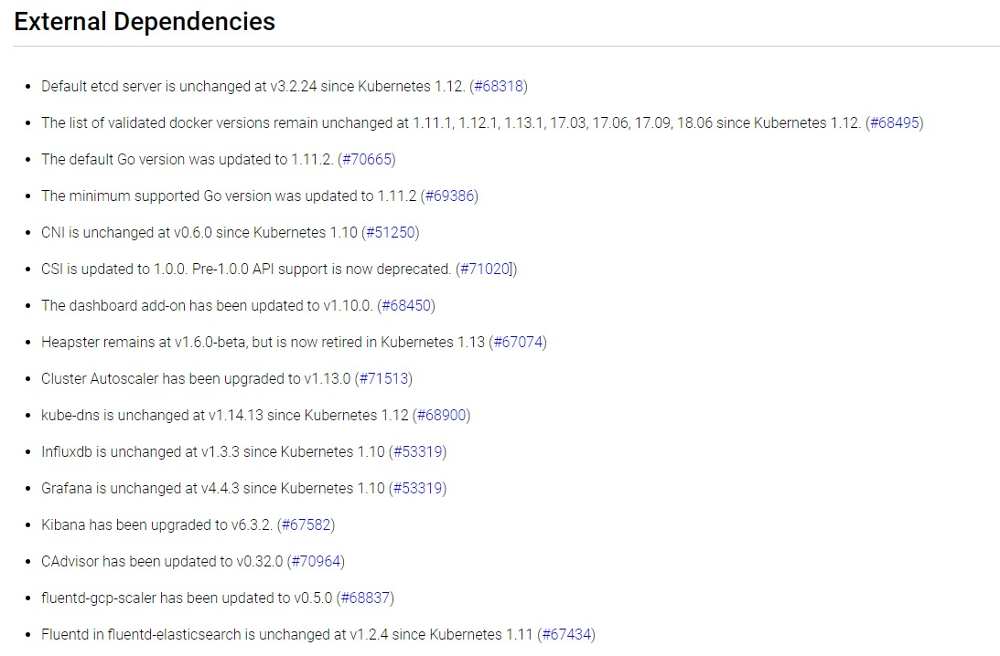 External Dependencies
• Default etcd server is unchanged at v3.2.24 since Kubernetes 1.12. (#68318)
• The list of validated docker versions remain unchanged at 1.11.1, 1.12.1, 1.13.1, 17.03, 17.06, 17.09, 18.06 since Kubernetes 1.12. (#68495)
• The default Go version was updated to 1.11.2. (#70665)
• The minimum supported Go version was updated to 1.11.2 (#69386)
• CNI is unchanged at v0.6.0 since Kubernetes 1.10 (#51250)
• CSI is updated to 1.0.0. Pre-1.0.0 API support is now deprecated. (#71020])
• The dashboard add-on has been updated to v1.10.0. (#68450)
• Heapster remains at v1.6.0-beta, but is now retired in Kubernetes 1.13 (#67074)
• Cluster Autoscaler has been upgraded to v1.13.0 (#71513)
• kube-dns is unchanged at v1.14.13 since Kubernetes 1.12 (#68900)
• Influxdb is unchanged at v1.3.3 since Kubernetes 1.10 (#53319)
• Grafana is unchanged at v4.4.3 since Kubernetes 1.10 (#53319)
• Kibana has been upgraded to v6.3.2. (#67582)
• CAdvisor has been updated to v0.32.0 (#70964)
• fluentd-gcp-scaler has been updated to v0.5.0 (#68837)
• Fluentd in fluentd-elasticsearch is unchanged at v1.2.4 since Kubernetes 1.11 (#67434)